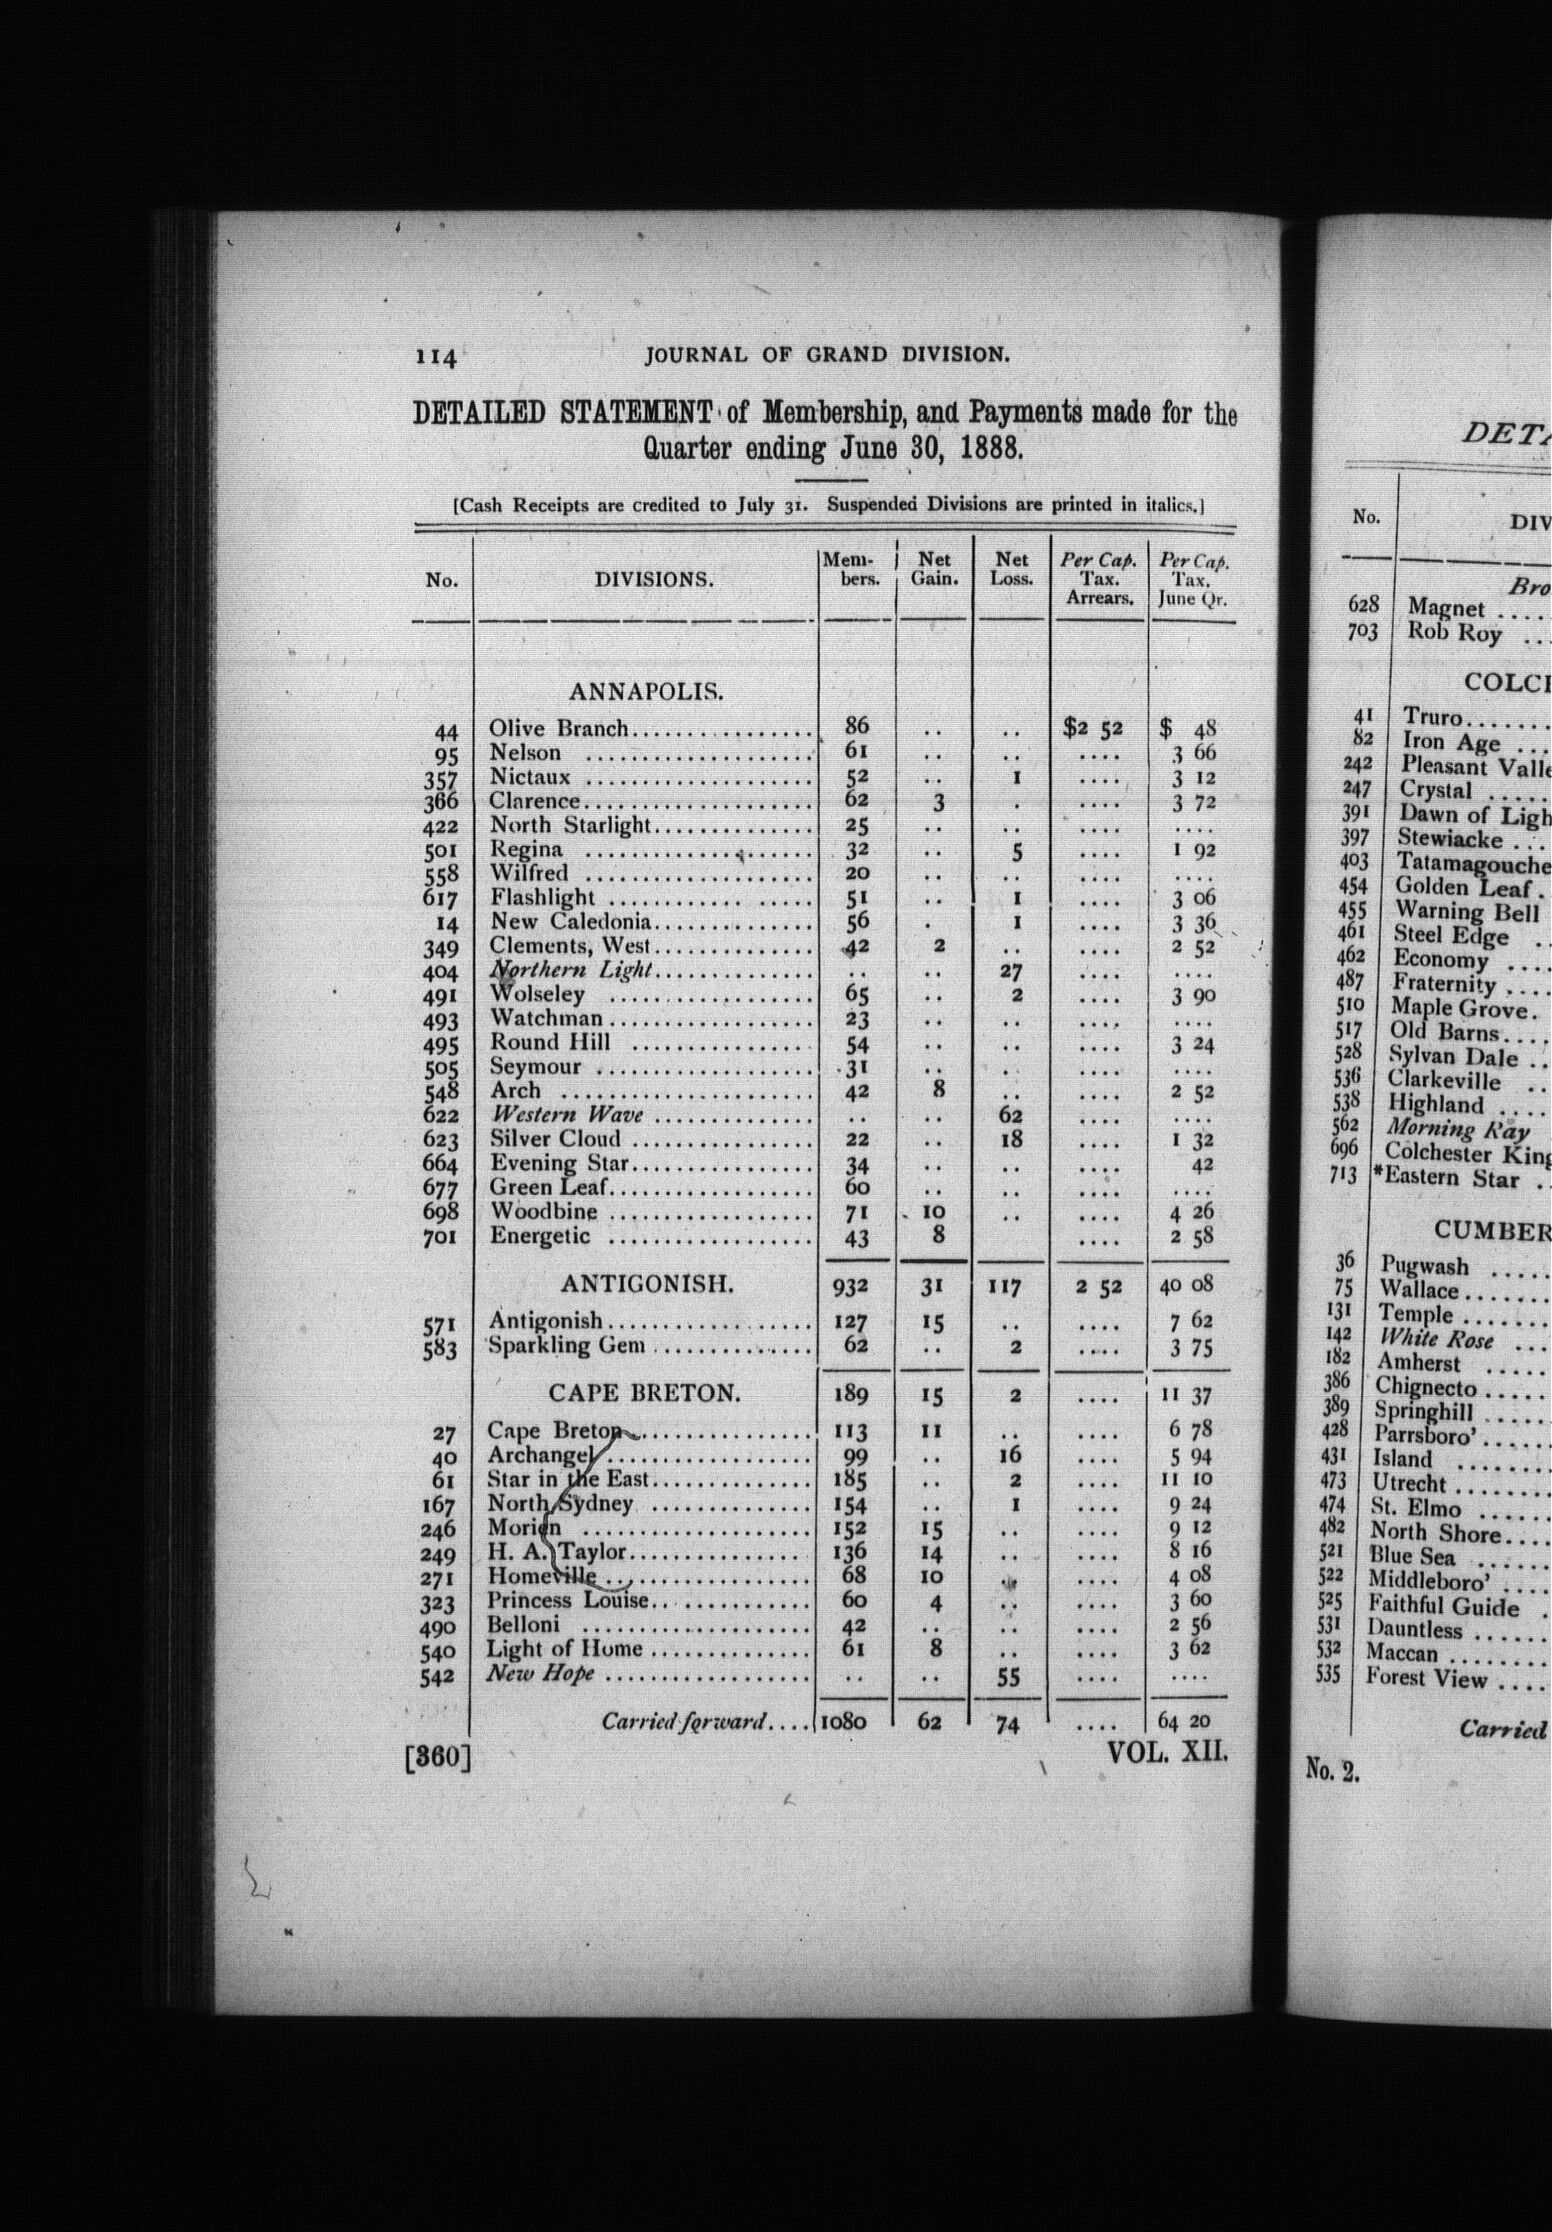 114 JOURNAL OF GRAND DIVISION.
DETAILED STATEMENT of Membership, and Payments made for the
Quarter ending June 30, 1888.
[Cash Receipts are credited to July 31. Suspended Divisions are printed in italics.]
No. DIVISIONS. Mem-bers. Net Gain. Net Loss. Per Cap. Tax. Arrears. Per Cap. Tax. June Qr.
ANNAPOLIS.
44 Olive Branch................ 86 .. .. $2 52 $ 48
95 Nelson .................... 61 .. .. .... 3 66
357 Nictaux .................... 52 .. 1 .... 3 12
366 Clarence.................... 62 3 . .... 3 72
422 North Starlight.............. 25 .. .. .... ....
501 Regina .................... 32 .. 5 .... 1 92
558 Wilfred .................... 20 .. .. .... ....
617 Flashlight .................... 51 .. 1 .... 3 06
14 New Caledonia.............. 56 . 1 .... 3 36
349 Clements, West.............. 42 2 .. .... 2 52
404 Northern Light.............. .. .. 27 .... ....
491 Wolseley .................. 65 .. 2 .... 3 90
493 Watchman.................. 23 .. .. .... ....
495 Round Hill ................ 54 .. .. .... 3 24
505 Seymour .................... 31 .. . .... ....
548 Arch ...................... 42 8 .. .... 2 52
622 Western Wave .............. .. .. 62 .... ....
623 Silver Cloud ................ 22 .. 18 .... 1 32
664 Evening Star................ 34 .. .. .... 42
677 Green Leaf.................. 60 .. .. .... ....
698 Woodbine .................. 71 10 .. .... 4 26
701 Energetic .................. 43 8 .... 2 58
ANTIGONISH. 932 31 117 2 52 40 08
571 Antigonish.................. 127 15 .. .... 7 62
583 Sparkling Gem .............. 62 .. 2 .... 3 75
CAPE BRETON. 189 15 2 .... 11 37
27 Cape Breton................ 113 11 .. .... 6 78
40 Archangel .................. 99 .. 16 .... 5 94
61 Star in the East.............. 185 .. 2 .... 11 10
167 North Sydney .............. 154 .. 1 .... 9 24
246 Morien .................... 152 15 .. .... 9 12
249 H. A. Taylor................ 136 14 .. .... 8 16
271 Homeville .................. 68 10 .... 4 08
323 Princess Louise.............. 60 4 .. .... 3 60
490 Belloni .................... 42 .. .. .... 2 56
540 Light of Home .............. 61 8 .. .... 3 62
542 New Hope .................. .. .. 55 .... ....
Carried forward.... 1080 62 74 .... 64 20
[360] VOL. XII.
DETA
No. DIV
Bro
628 Magnet ....
703 Rob Roy ..
COLCH
41 Truro.......
82 Iron Age ...
242 Pleasant Valle
247 Crystal .....
391 Dawn of Ligh
397 Stewiacke ...
403 Tatamagouche
454 Golden Leaf.
455 Warning Bell
461 Steel Edge ..
462 Economy ....
487 Fraternity ....
510 Maple Grove.
517 Old Barns....
528 Sylvan Dale ..
536 Clarkeville ..
538 Highland ....
562 Morning Ray
696 Colchester King
713 *Eastern Star ..
CUMBER
36 Pugwash .....
75 Wallace.......
131 Temple .......
142 White Rose ...
182 Amherst .....
386 Chignecto .....
389 Springhill .....
428 Parrsboro'......
431 Island .......
473 Utrecht ........
474 St. Elmo ......
482 North Shore....
521 Blue Sea ......
522 Middleboro' ....
525 Faithful Guide .
531 Dauntless ......
532 Maccan ........
535 Forest View ....
Carried
No. 2.